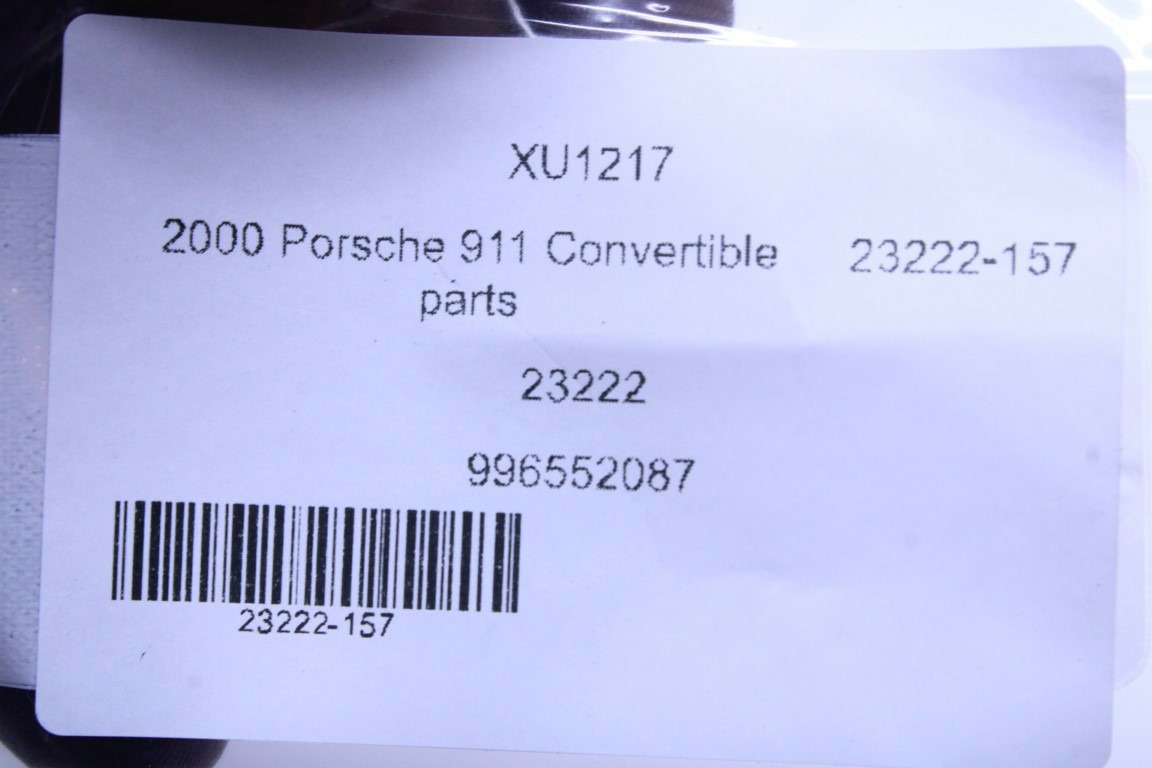 XU1217
2000 Porsche 911 Convertible 23222-157
parts
23222
996552087
23222-157